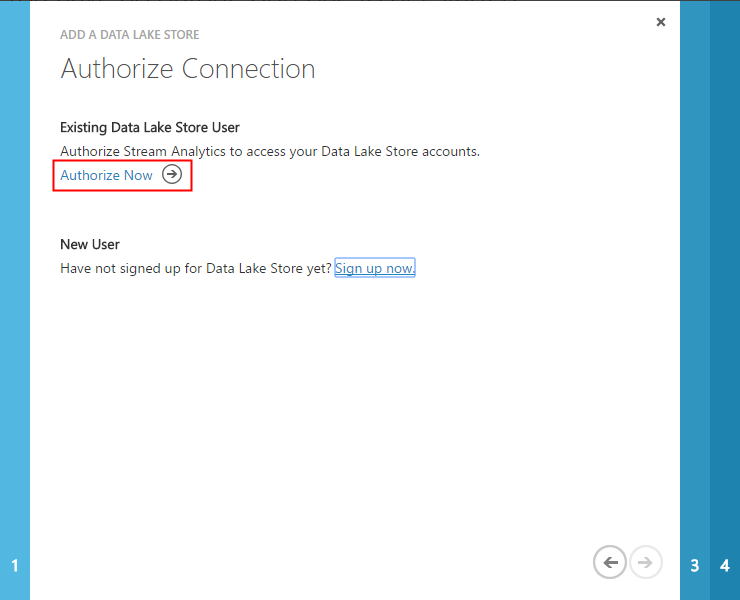 ADD A DATA LAKE STORE
Authorize Connection
Existing Data Lake Store User
Authorize Stream Analytics to access your Data Lake Store accounts.
Authorize Now
New User
Have not signed up for Data Lake Store yet? Sign up now.
1
3
4